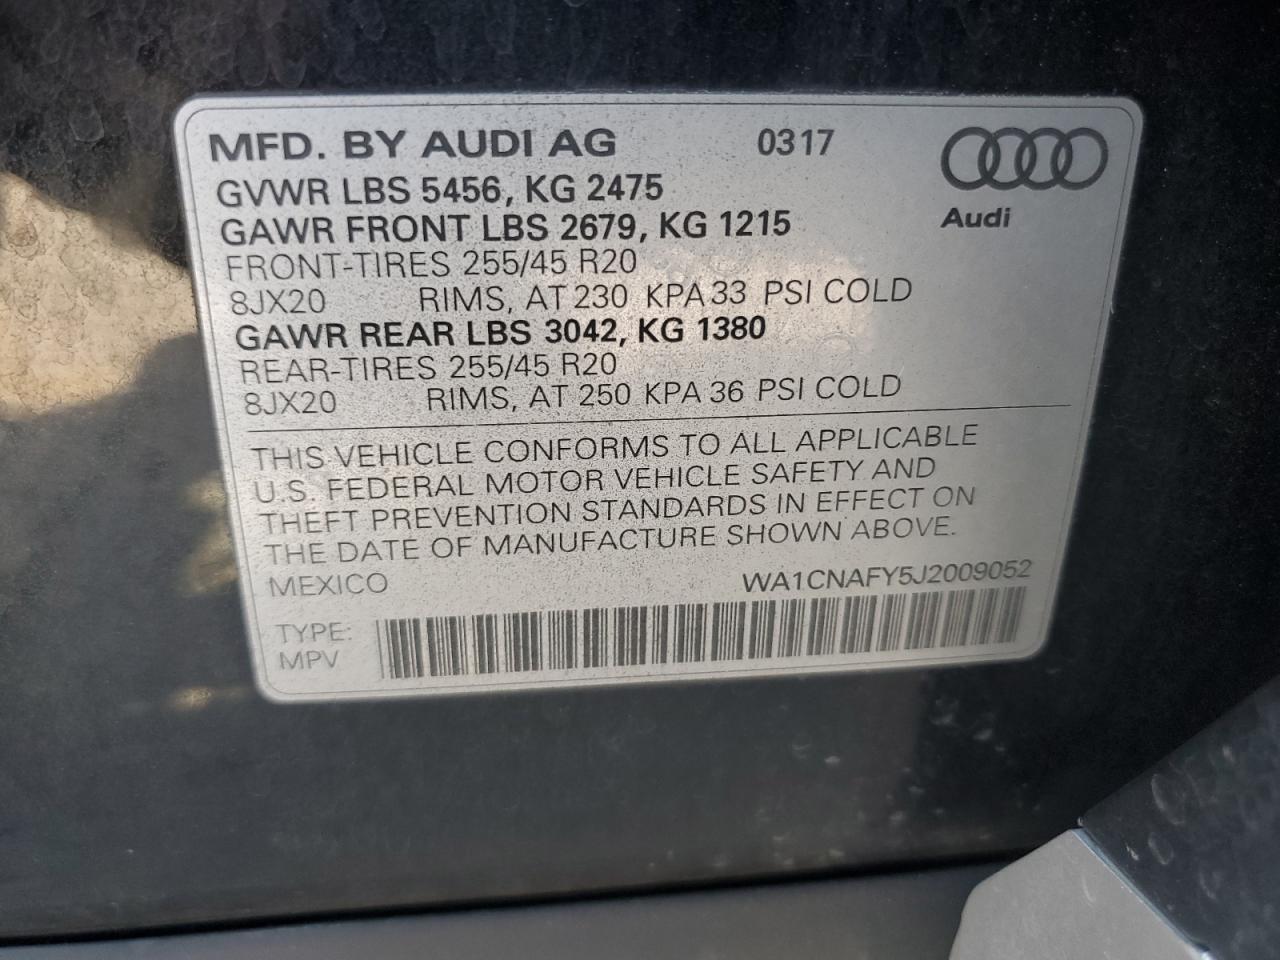 MFD. BY AUDI AG 0317
GVWR LBS 5456, KG 2475
GAWR FRONT LBS 2679, KG 1215
Audi
FRONT-TIRES 255/45 R20
8JX20 RIMS, AT 230 KPA 33 PSI COLD
GAWR REAR LBS 3042, KG 1380
REAR-TIRES 255/45 R20
8JX20 RIMS, AT 250 KPA 36 PSI COLD
THIS VEHICLE CONFORMS TO ALL APPLICABLE
U.S. FEDERAL MOTOR VEHICLE SAFETY AND
THEFT PREVENTION STANDARDS IN EFFECT ON
THE DATE OF MANUFACTURE SHOWN ABOVE.
MEXICO WA1CNAFY5J2009052
TYPE:
MPV